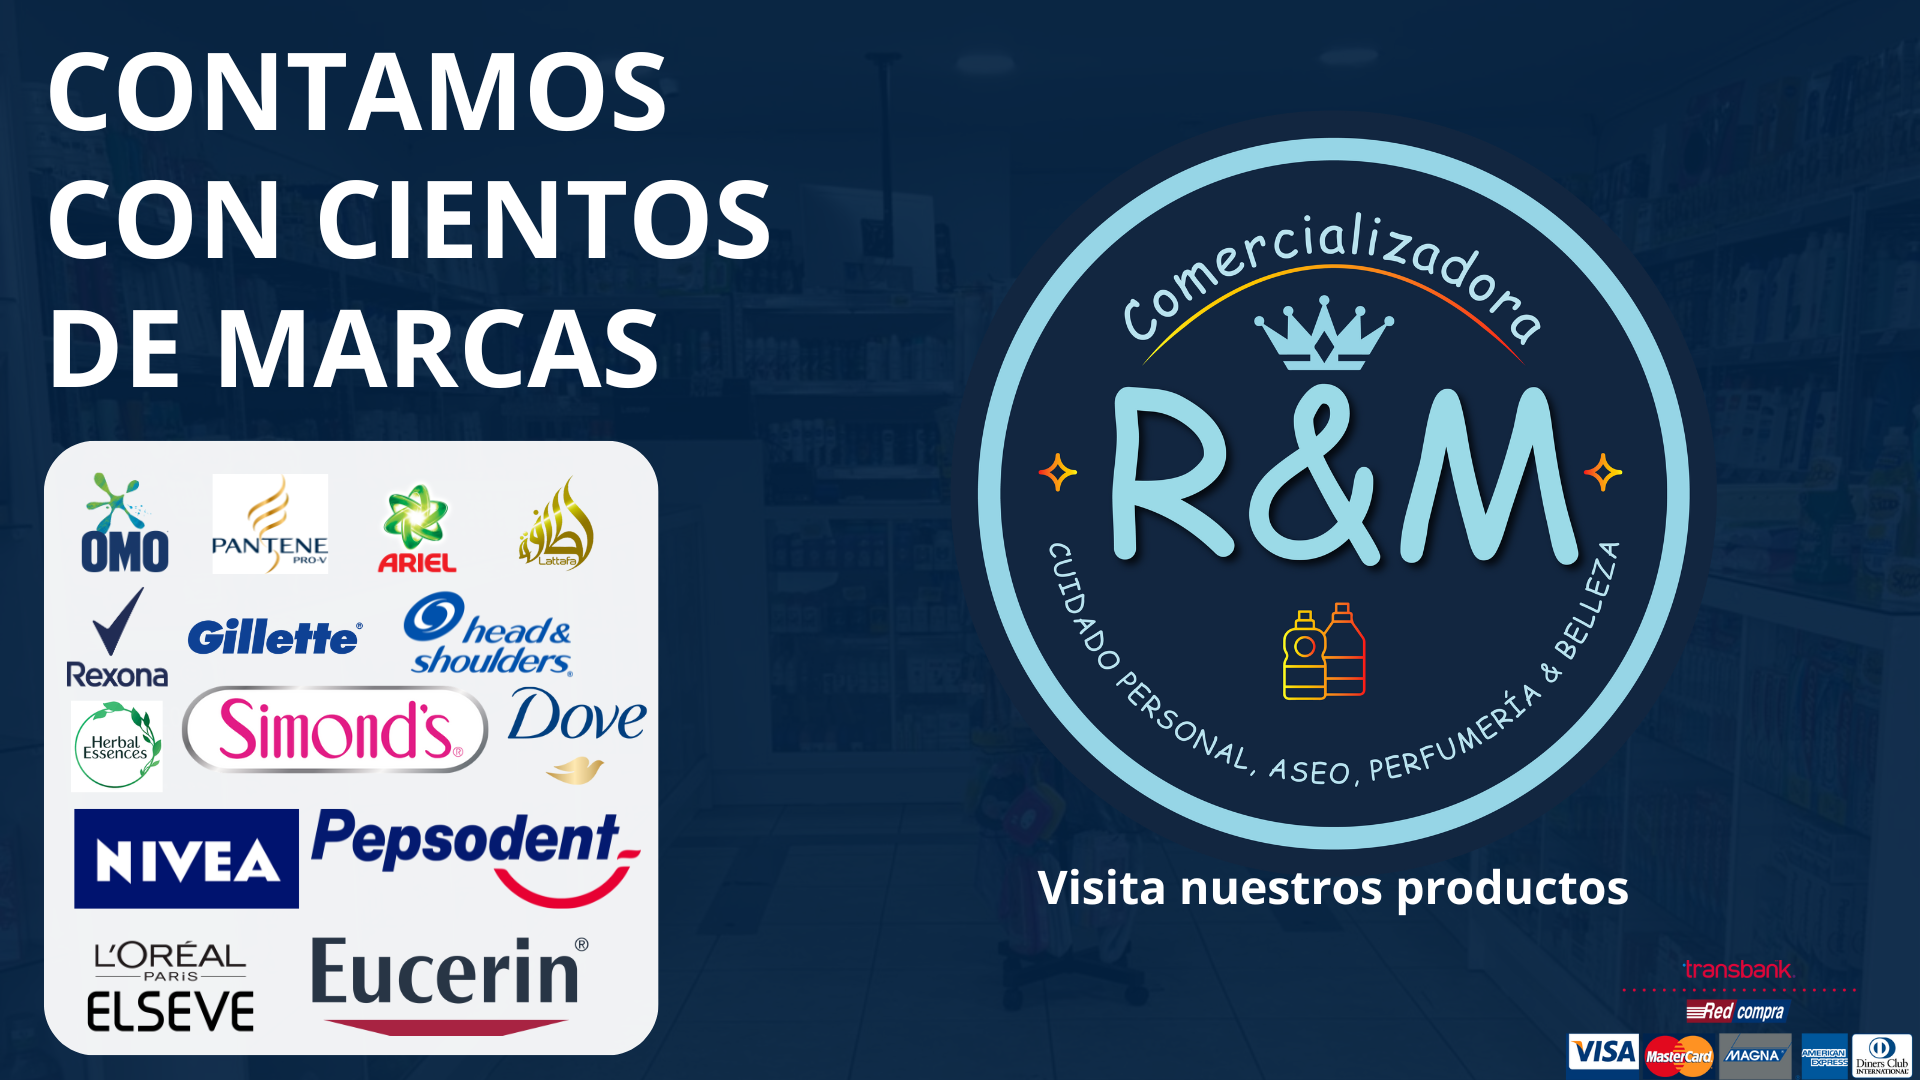 CONTAMOS
CON CIENTOS
DE MARCAS
OMO
PANTENE
PRO-V
ARIEL
الطافة
Lattafa
Rexona
Gillette®
head &
shoulders®
Herbal
Essences
Simond's®
Dove
NIVEA
Pepsodent
L'ORÉAL
PARIS
ELSEVE
Eucerin®
Comercializadora
R&M
CUIDADO PERSONAL, ASEO, PERFUMERÍA & BELLEZA
Visita nuestros productos
transbank.
Red compra
VISA
MasterCard
MAGNA
AMERICAN
EXPRESS
Diners Club
INTERNATIONAL